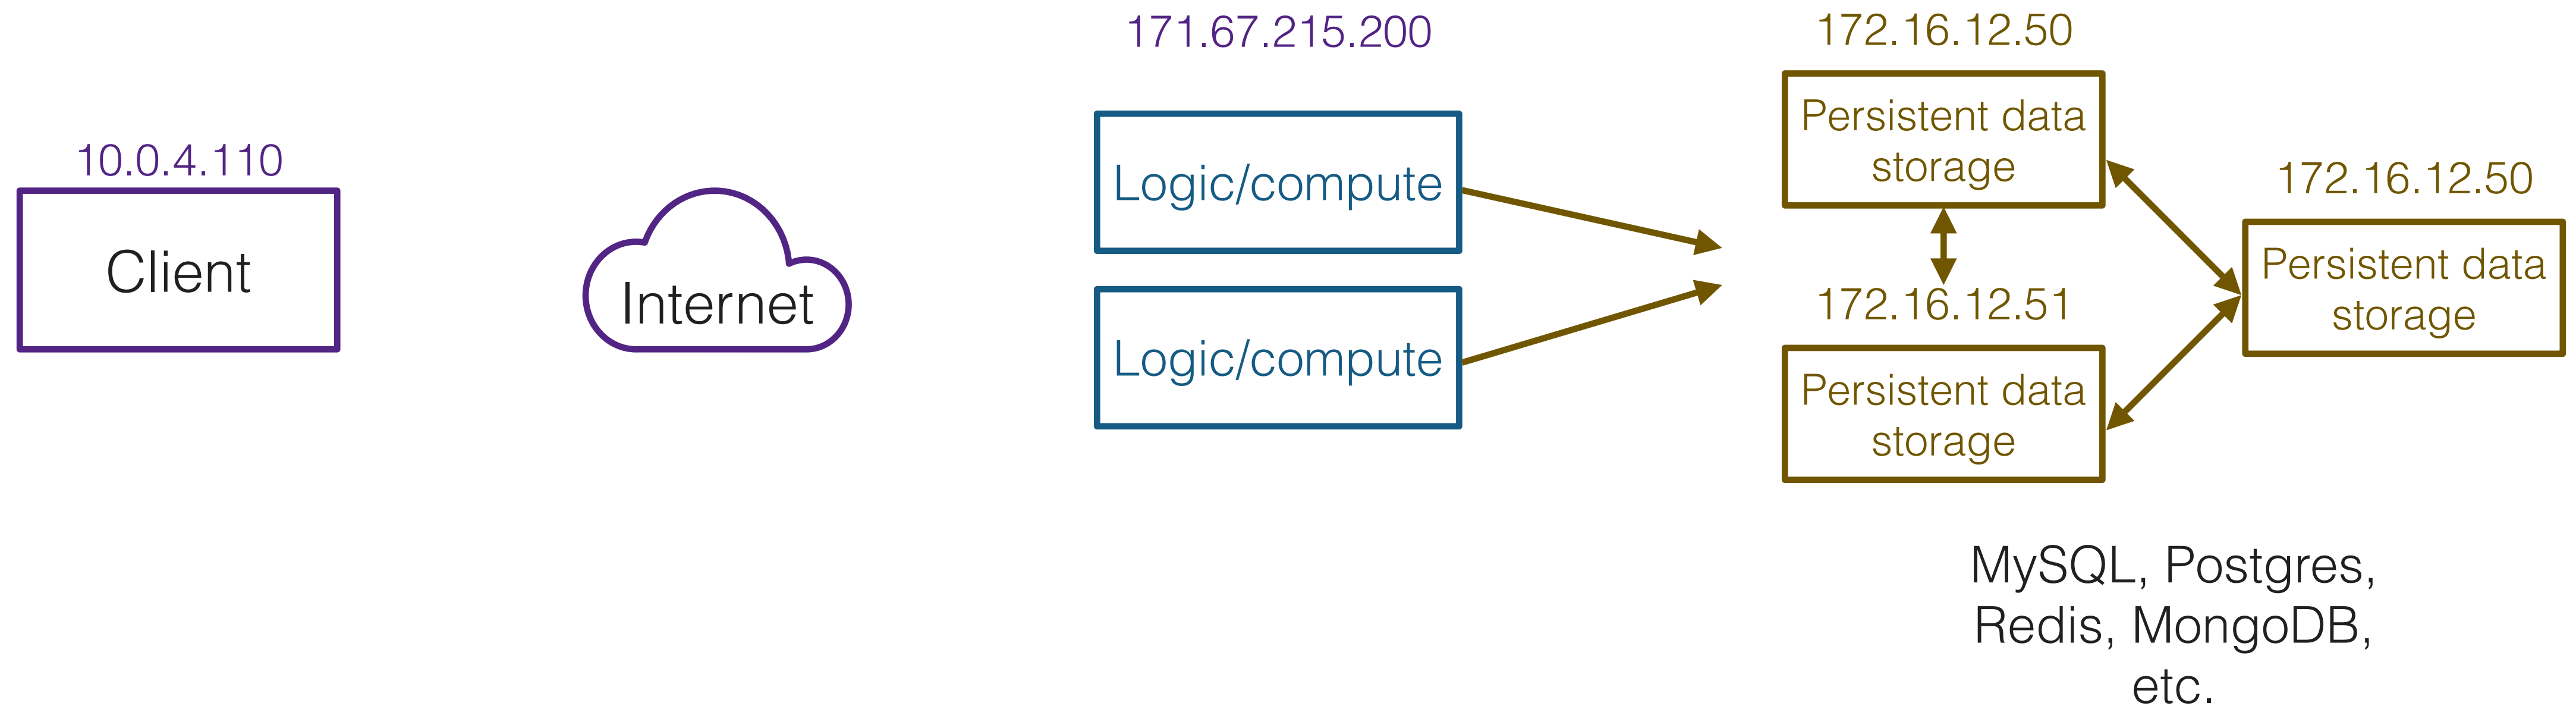 10.0.4.110
Client
Internet
171.67.215.200
Logic/compute
Logic/compute
172.16.12.50
Persistent data
storage
172.16.12.51
Persistent data
storage
172.16.12.50
Persistent data
storage
MySQL, Postgres,
Redis, MongoDB,
etc.